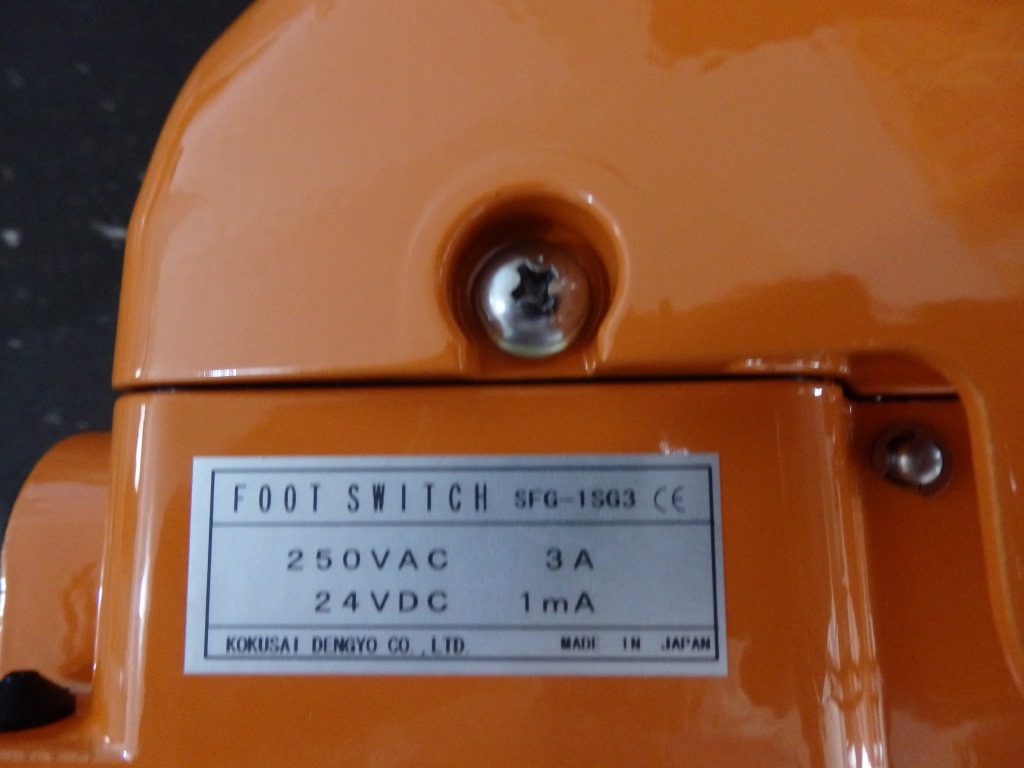 FOOT SWITCH SFG-1SG3 CE
250VAC 3A
24VDC 1mA
KOKUSAI DENGYO CO.,LTD. MADE IN JAPAN